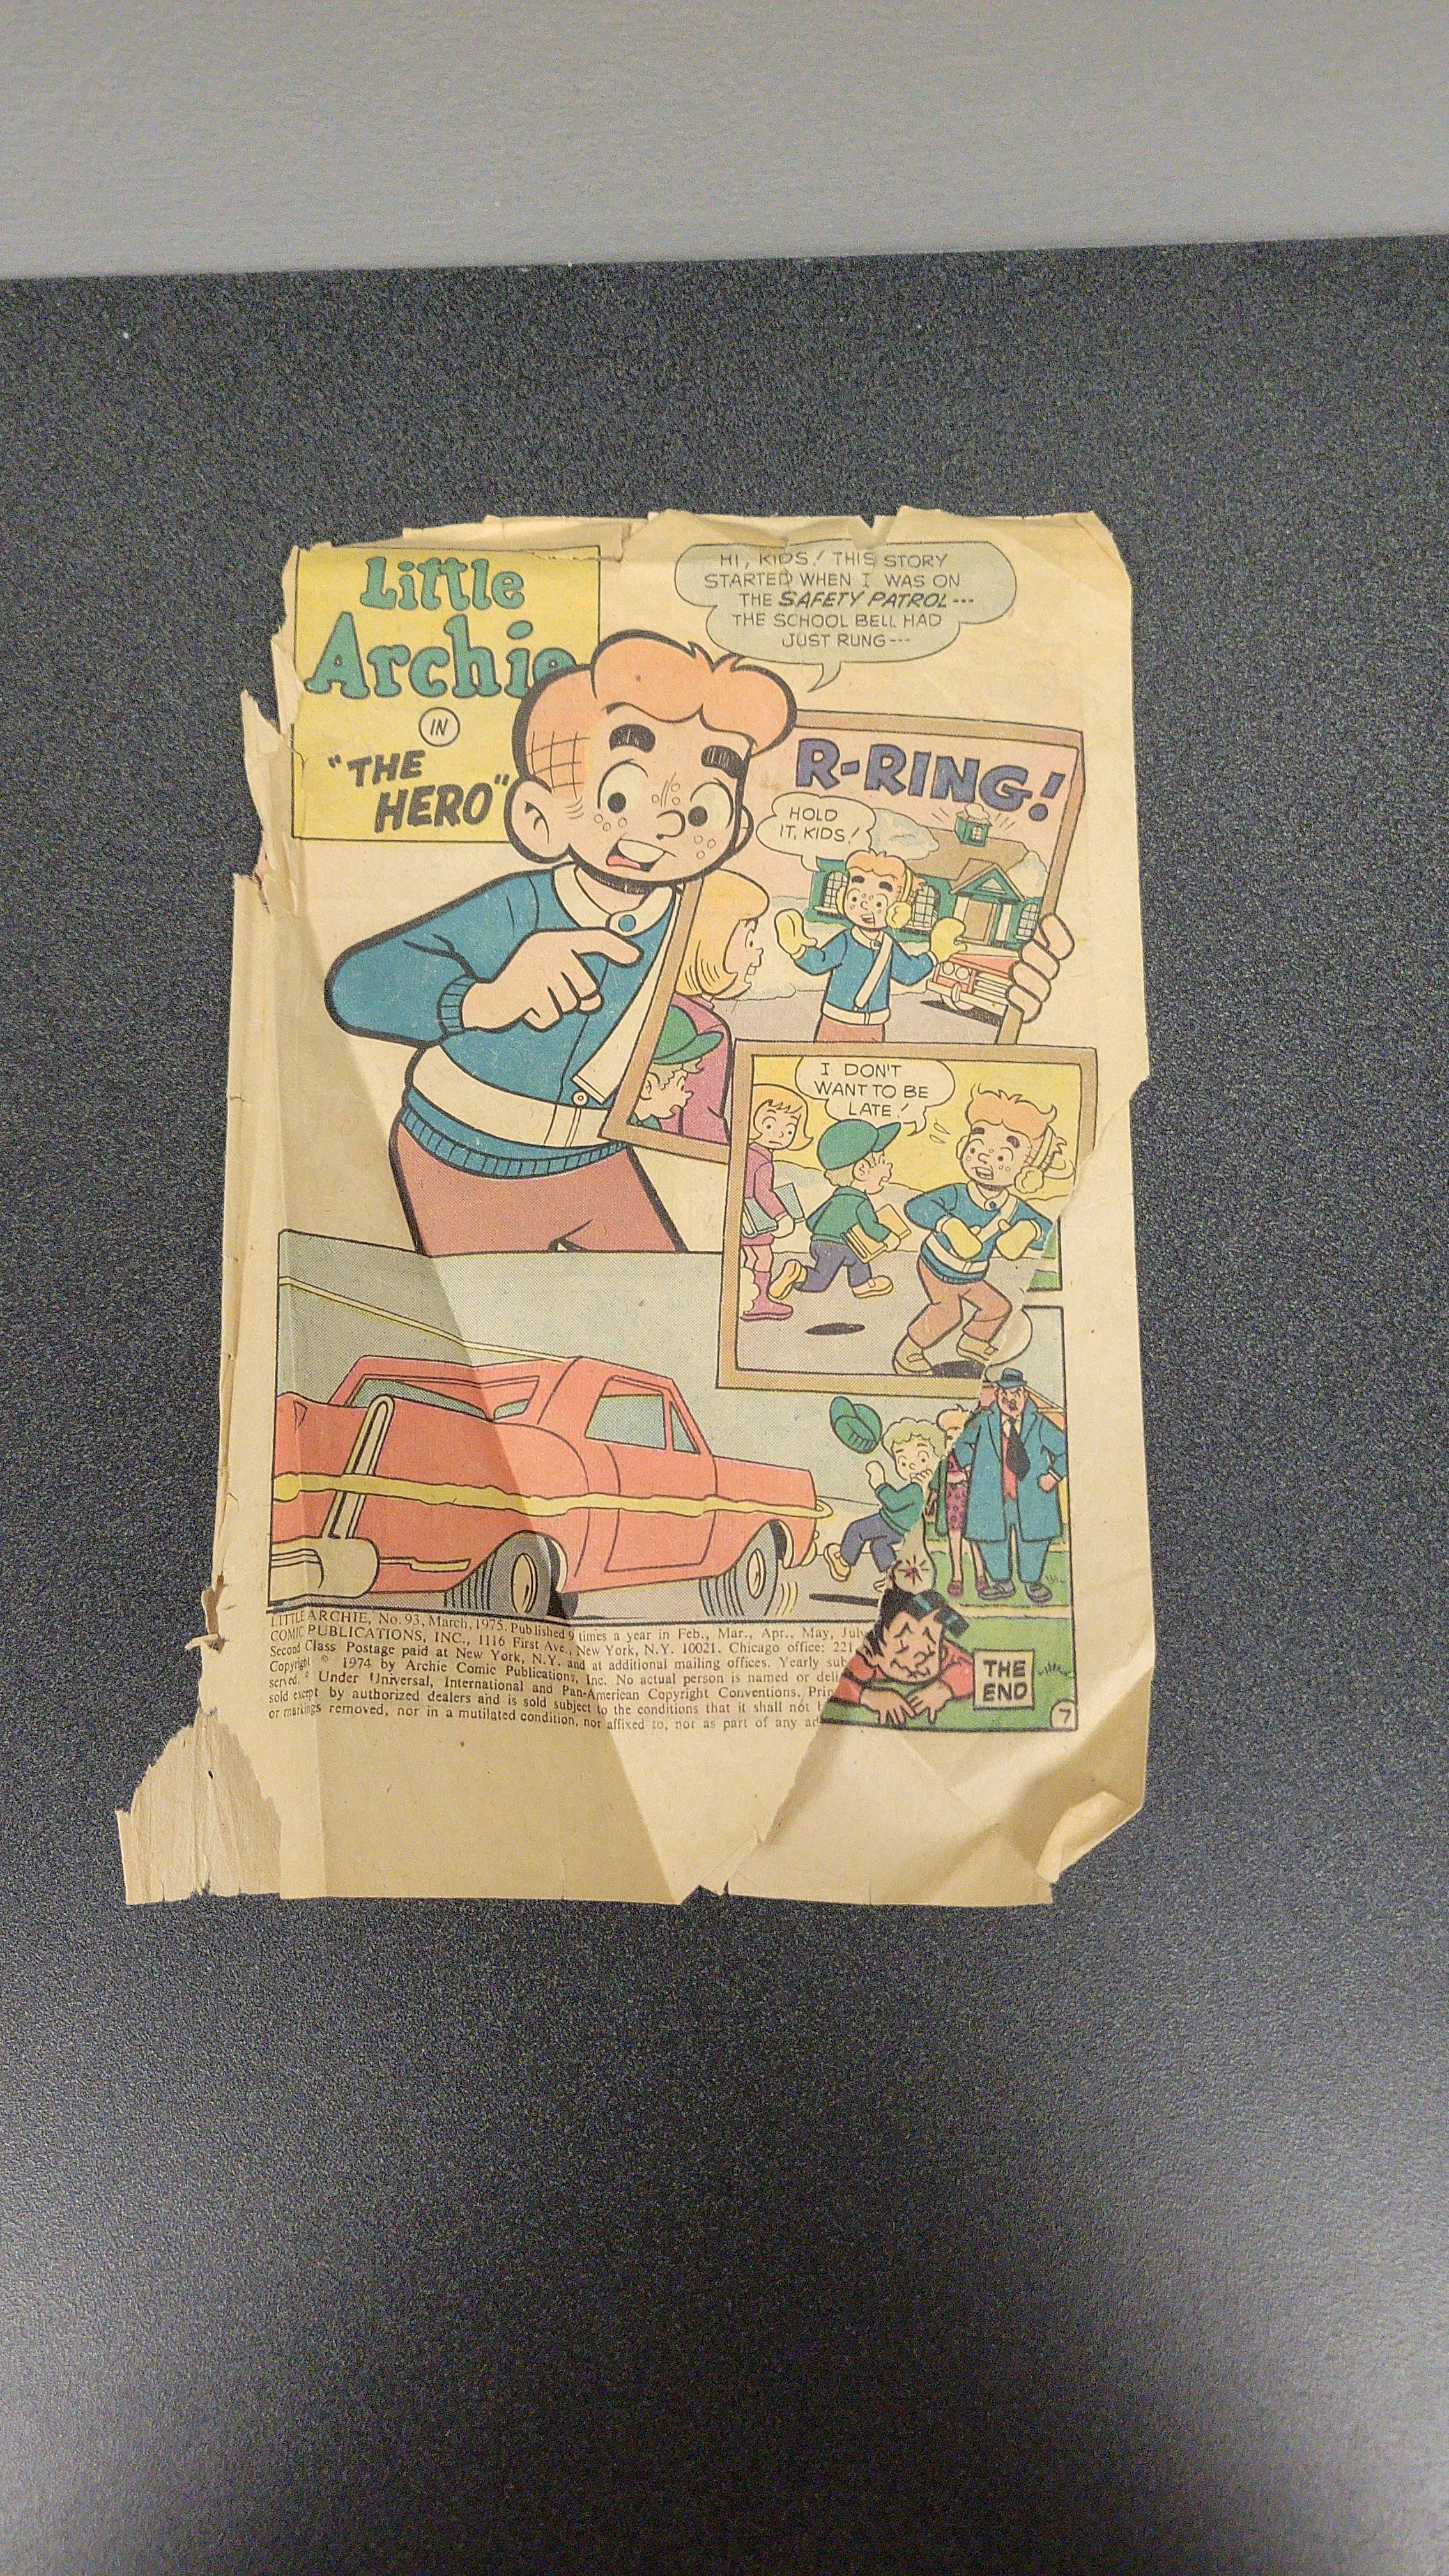 Little
Archie
IN
"THE
HERO"
HI, KIDS! THIS STORY
STARTED WHEN I WAS ON
THE SAFETY PATROL---
THE SCHOOL BELL HAD
JUST RUNG---
R-RING!
HOLD
IT, KIDS!
I DON'T
WANT TO BE
LATE!
LITTLE ARCHIE, No. 93, March, 1975. Published 9 times a year in Feb., Mar., Apr., May, July
COMIC PUBLICATIONS, INC., 1116 First Ave., New York, N.Y. 10021. Chicago office: 221
Second Class Postage paid at New York, N.Y. and at additional mailing offices. Yearly sub
Copyright © 1974 by Archie Comic Publications, Inc. No actual person is named or deli
served. Under Universal, International and Pan-American Copyright Conventions. Prin
sold except by authorized dealers and is sold subject to the conditions that it shall not
or markings removed, nor in a mutilated condition, nor affixed to, nor as part of any ad
THE
END
7